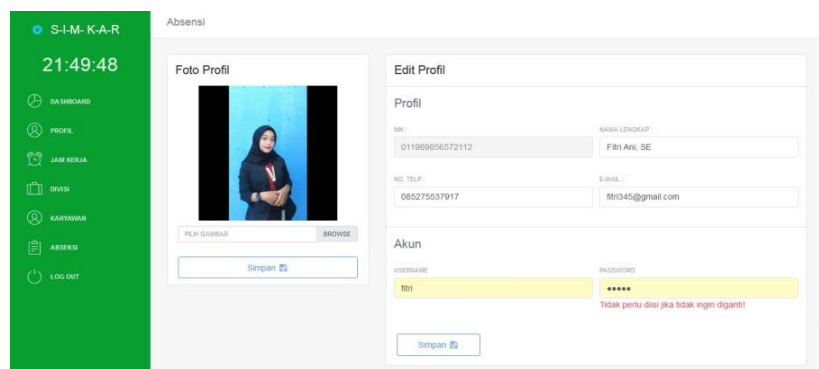 S-I-M- K-A-R
21:49:48
DASHBOARD
PROFIL
JAM KERJA
DIVISI
KARYAWAN
ABSENSI
LOG OUT
Absensi
Foto Profil
PILIH GAMBAR BROWSE
Simpan
Edit Profil
Profil
NIK : NAMA LENGKAP :
011989856572112 Fitri Ani, SE
NO. TELP : E-MAIL :
085275537917 fitri345@gmail.com
Akun
USERNAME PASSWORD
fitri •••••
Tidak perlu diisi jika tidak ingin diganti!
Simpan